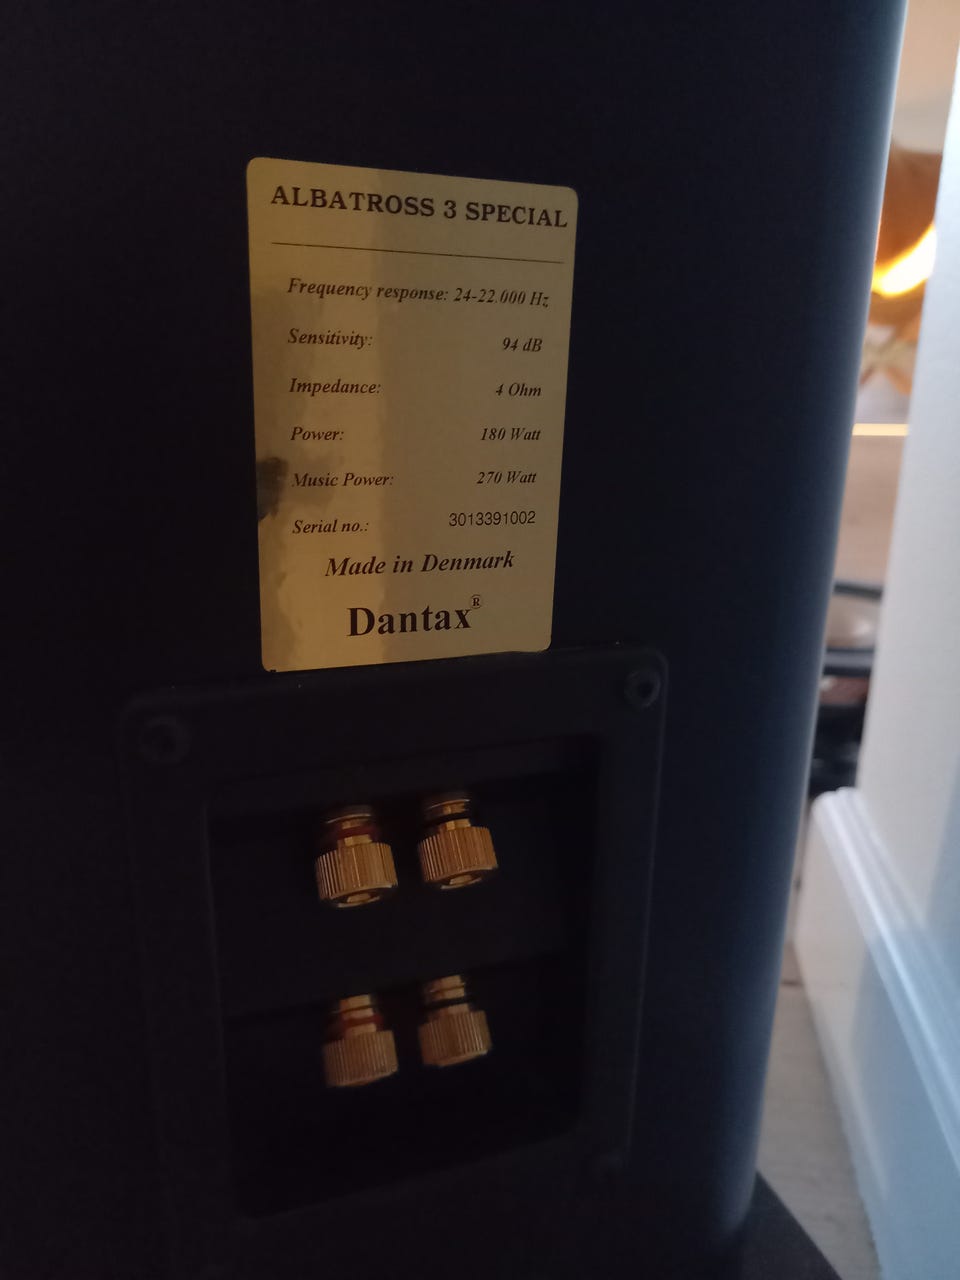 ALBATROSS 3 SPECIAL
Frequency response: 24-22.000 Hz
Sensitivity: 94 dB
Impedance: 4 Ohm
Power: 180 Watt
Music Power: 270 Watt
Serial no.: 3013391002
Made in Denmark
Dantax®